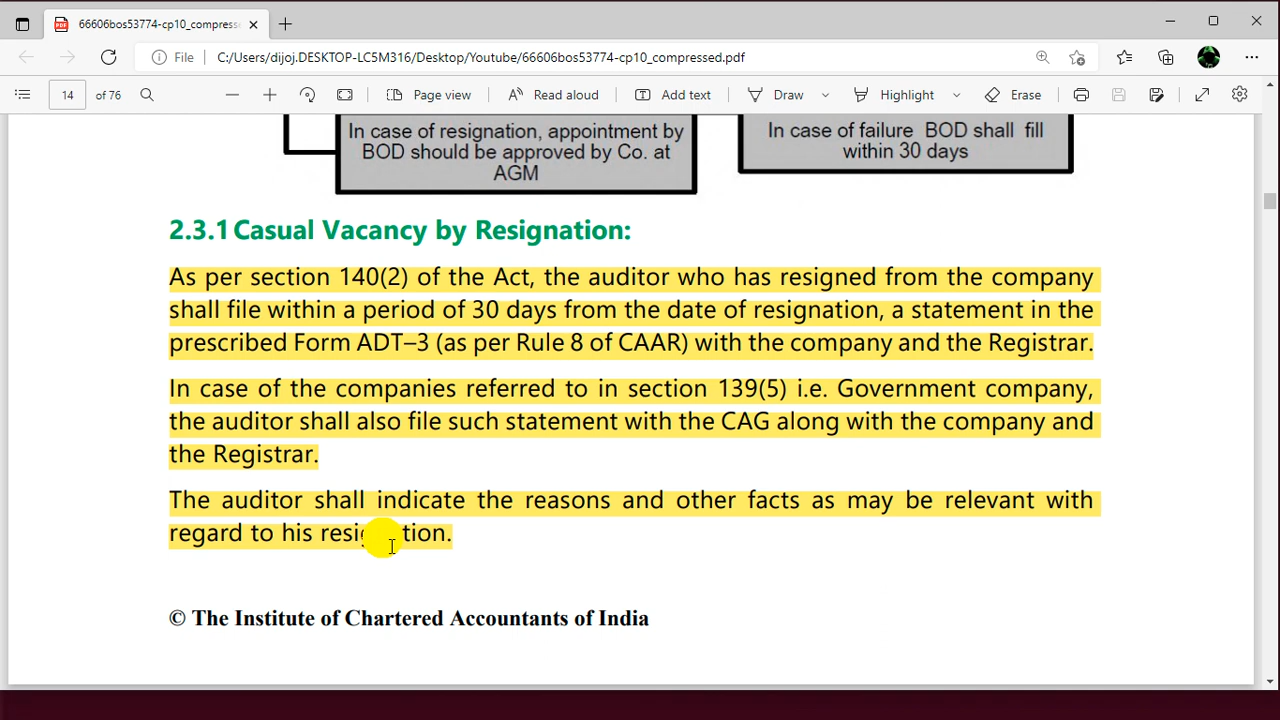 66606bos53774-cp10_compresse
File
C:/Users/dijoj.DESKTOP-LC5M316/Desktop/Youtube/66606bos53774-cp10_compressed.pdf
14 of 76
Page view
Read aloud
Add text
Draw
Highlight
Erase
In case of resignation, appointment by
BOD should be approved by Co. at
AGM
In case of failure BOD shall fill
within 30 days
2.3.1 Casual Vacancy by Resignation:
As per section 140(2) of the Act, the auditor who has resigned from the company
shall file within a period of 30 days from the date of resignation, a statement in the
prescribed Form ADT–3 (as per Rule 8 of CAAR) with the company and the Registrar.
In case of the companies referred to in section 139(5) i.e. Government company,
the auditor shall also file such statement with the CAG along with the company and
the Registrar.
The auditor shall indicate the reasons and other facts as may be relevant with
regard to his resignation.
© The Institute of Chartered Accountants of India